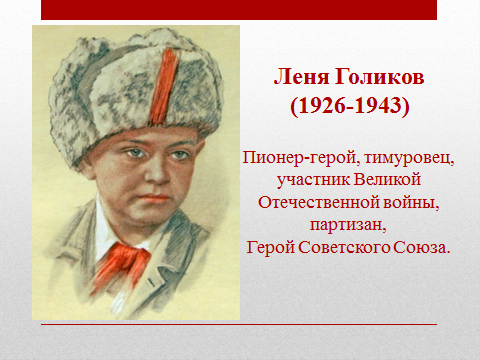 Леня Голиков
(1926-1943)
Пионер-герой, тимуровец,
участник Великой
Отечественной войны,
партизан,
Герой Советского Союза.